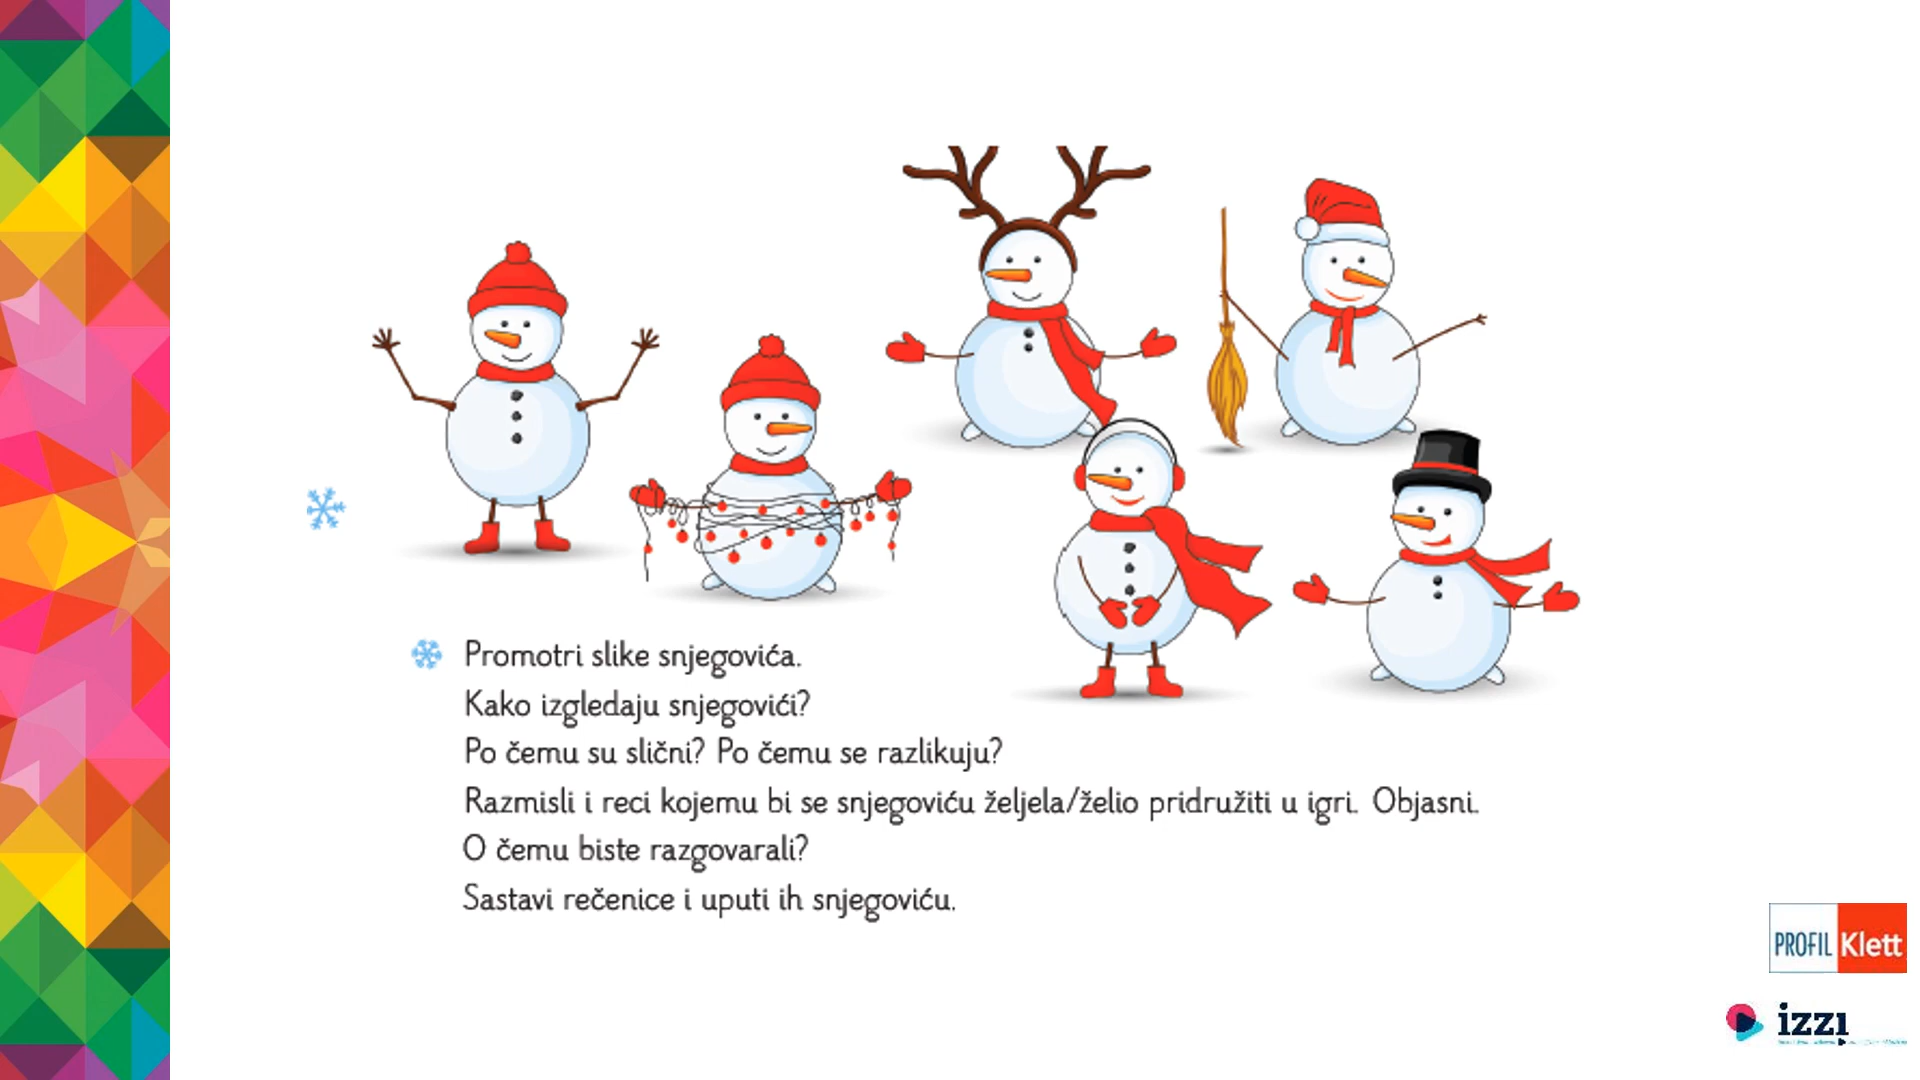 Promotri slike snjegovića.
Kako izgledaju snjegovići?
Po čemu su slični? Po čemu se razlikuju?
Razmisli i reci kojemu bi se snjegoviću željela/želio pridružiti u igri. Objasni.
O čemu biste razgovarali?
Sastavi rečenice i uputi ih snjegoviću.
PROFIL Klett
izzi